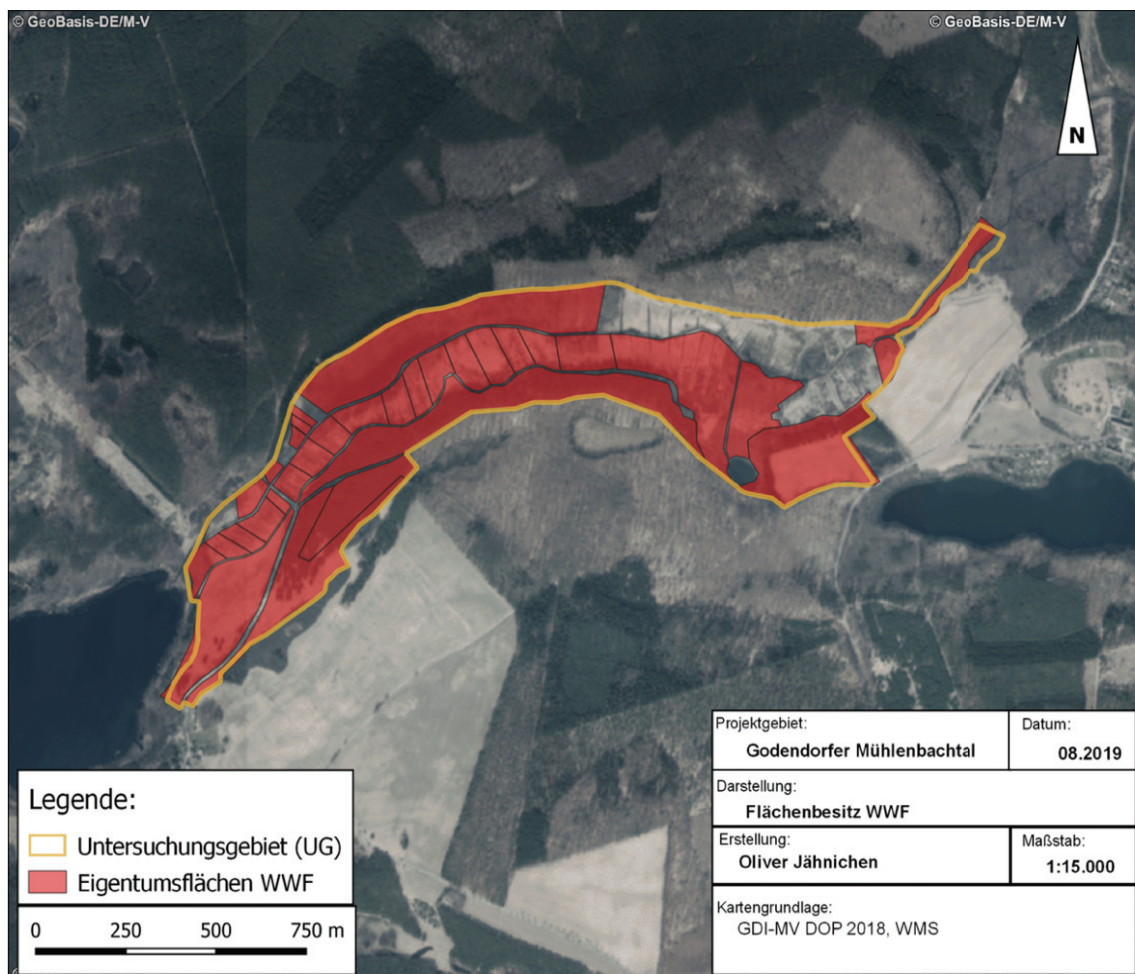 © GeoBasis-DE/M-V
© GeoBasis-DE/M-V
N
Legende:
Untersuchungsgebiet (UG)
Eigentumsflächen WWF
0 250 500 750 m
Projektgebiet:
Godendorfer Mühlenbachtal
Datum:
08.2019
Darstellung:
Flächenbesitz WWF
Erstellung:
Oliver Jähnichen
Maßstab:
1:15.000
Kartengrundlage:
GDI-MV DOP 2018, WMS